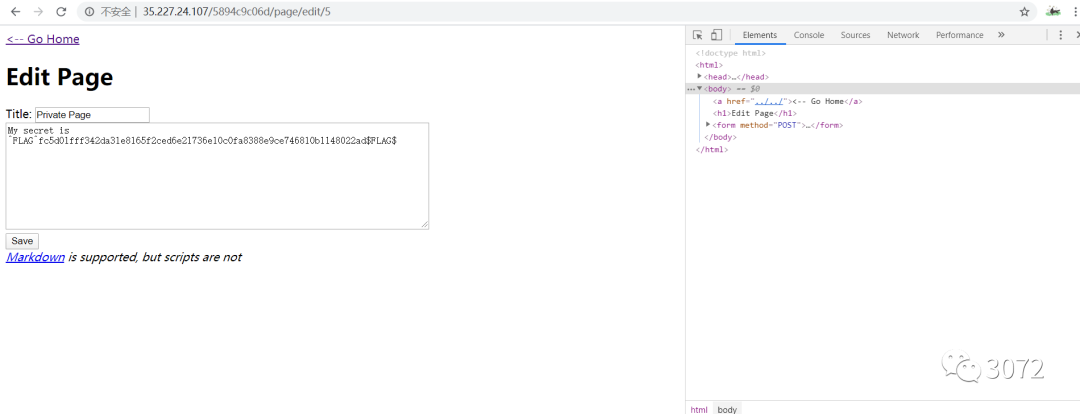 不安全 | 35.227.24.107/5894c9c06d/page/edit/5
<-- Go Home
Edit Page
Title: Private Page
My secret is
^FLAG^fc5d01fff342da31e8165f2ced6e21736e10c0fa8388e9ce746810b1148022ad$FLAG$
Save
Markdown is supported, but scripts are not
Elements Console Sources Network Performance »
<!doctype html>
<html>
<head>…</head>
<body> == $0
<a href="../../"><-- Go Home</a>
<h1>Edit Page</h1>
<form method="POST">…</form>
</body>
</html>
3072
html body